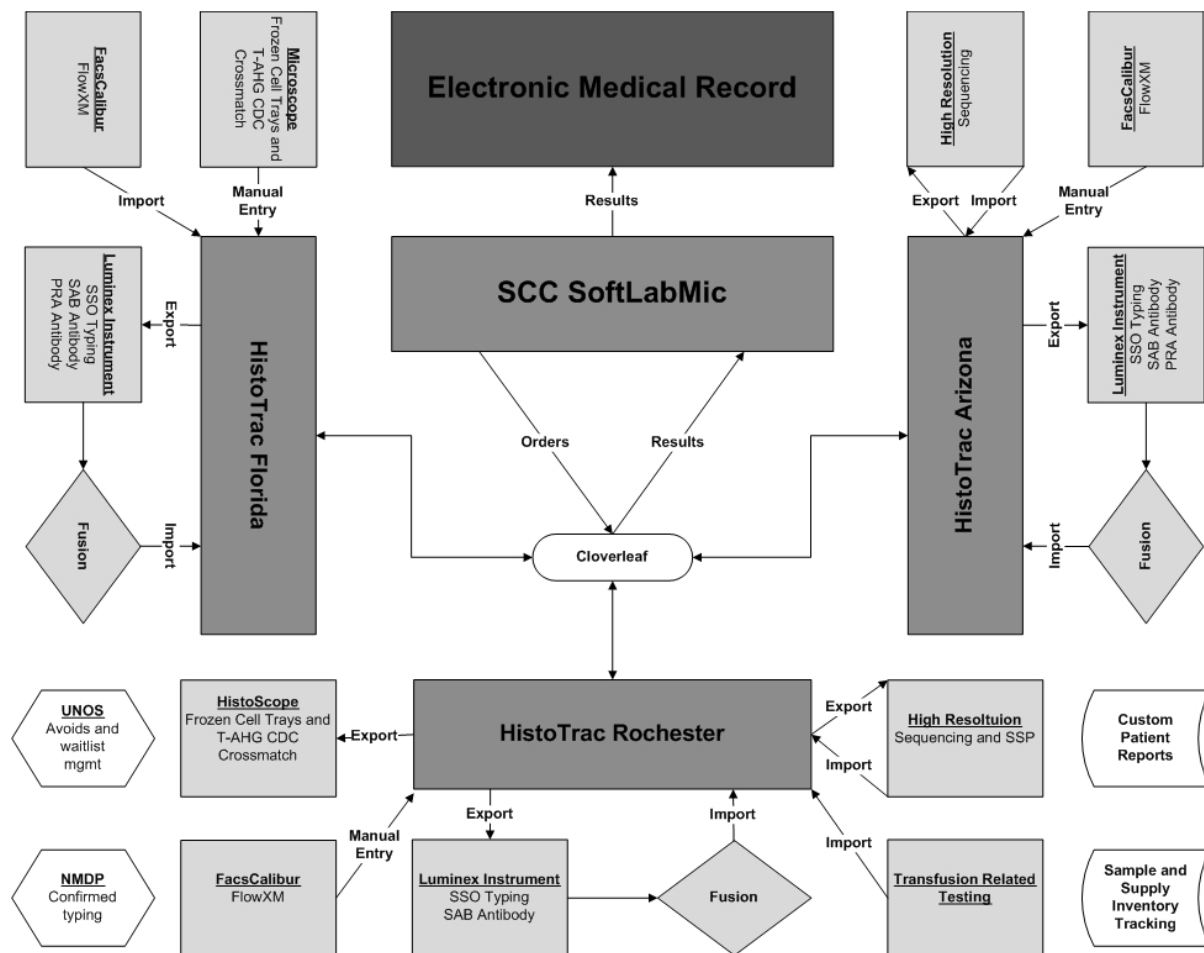 FacsCalibur
FlowXM
Microscope
Frozen Cell Trays and
T-AHG CDC
Crossmatch
Electronic Medical Record
High Resolution
Sequencing
FacsCalibur
FlowXM
Import
Manual
Entry
Results
Export
Import
Manual
Entry
Luminex Instrument
SSO Typing
SAB Antibody
PRA Antibody
Export
HistoTrac Florida
SCC SoftLabMic
HistoTrac Arizona
Export
Luminex Instrument
SSO Typing
SAB Antibody
PRA Antibody
Orders
Results
Fusion
Import
Cloverleaf
Import
Fusion
UNOS
Avoids and
waitlist
mgmt
HistoScope
Frozen Cell Trays and
T-AHG CDC
Crossmatch
Export
HistoTrac Rochester
Export
Import
High Resoltuion
Sequencing and SSP
Custom
Patient
Reports
Export
Import
Manual
Entry
Import
NMDP
Confirmed
typing
FacsCalibur
FlowXM
Luminex Instrument
SSO Typing
SAB Antibody
Fusion
Transfusion Related
Testing
Sample and
Supply
Inventory
Tracking